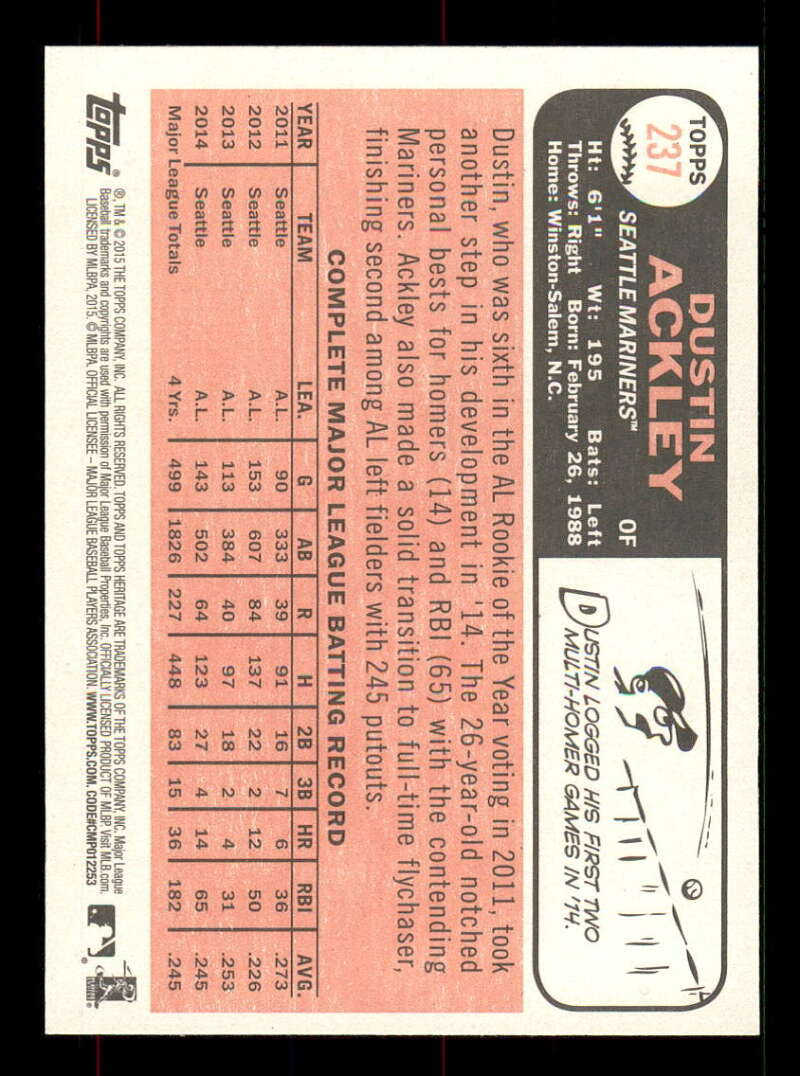 TOPPS
237
DUSTIN
ACKLEY
SEATTLE MARINERS™ OF
Ht: 6'1" Wt: 195 Bats: Left
Throws: Right Born: February 26, 1988
Home: Winston-Salem, N.C.
DUSTIN LOGGED HIS FIRST TWO
MULTI-HOMER GAMES IN '14.
Dustin, who was sixth in the AL Rookie of the Year voting in 2011, took
another step in his development in '14. The 26-year-old notched
personal bests for homers (14) and RBI (65) with the contending
Mariners. Ackley also made a solid transition to full-time flychaser,
finishing second among AL left fielders with 245 putouts.
COMPLETE MAJOR LEAGUE BATTING RECORD
YEAR TEAM LEA. G AB R H 2B 3B HR RBI AVG.
2011 Seattle A.L. 90 333 39 91 16 7 6 36 .273
2012 Seattle A.L. 153 607 84 137 22 2 12 50 .226
2013 Seattle A.L. 113 384 40 97 18 2 4 31 .253
2014 Seattle A.L. 143 502 64 123 27 4 14 65 .245
Major League Totals 4 Yrs. 499 1826 227 448 83 15 36 182 .245
topps®
®, TM & © 2015 THE TOPPS COMPANY, INC. ALL RIGHTS RESERVED. TOPPS AND TOPPS HERITAGE ARE TRADEMARKS OF THE TOPPS COMPANY, INC. Major League
Baseball trademarks and copyrights are used with permission of Major League Baseball Properties, Inc. OFFICIALLY LICENSED PRODUCT OF MLBP. Visit MLB.com.
LICENSED BY MLBPA, 2015. © MLBPA. OFFICIAL LICENSEE – MAJOR LEAGUE BASEBALL PLAYERS ASSOCIATION. WWW.TOPPS.COM. CODE#CMP012253